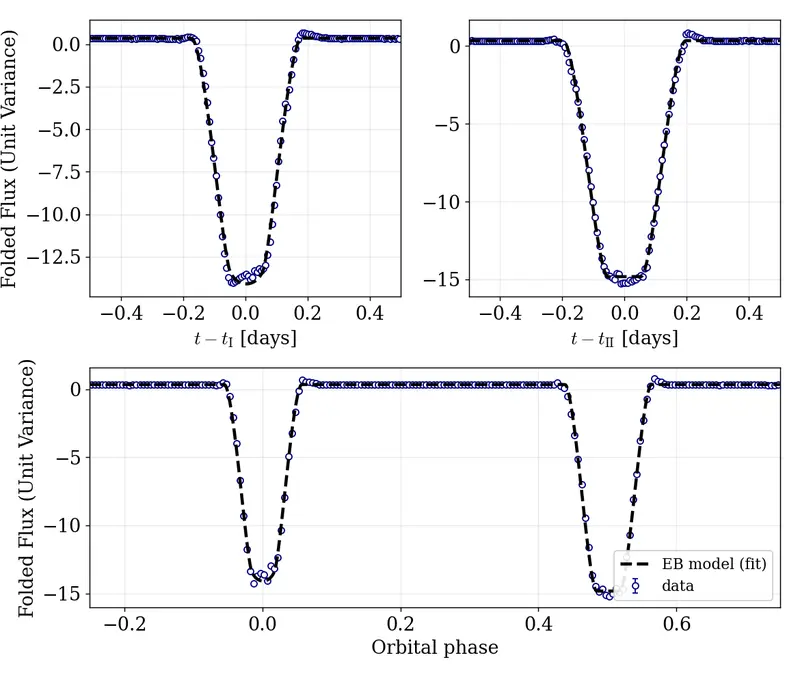 Folded Flux (Unit Variance)
0.0
−2.5
−5.0
−7.5
−10.0
−12.5
−0.4 −0.2 0.0 0.2 0.4
t − tI [days]
0
−5
−10
−15
−0.4 −0.2 0.0 0.2 0.4
t − tII [days]
Folded Flux (Unit Variance)
0
−5
−10
−15
EB model (fit)
data
−0.2 0.0 0.2 0.4 0.6
Orbital phase